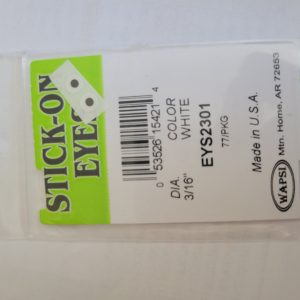 STICK-ON
EYES
0 53526 15421 4
DIA. COLOR
3/16" WHITE
EYS2301
77/PKG
Made in U.S.A.
WAPSI
Mtn. Home, AR 72653